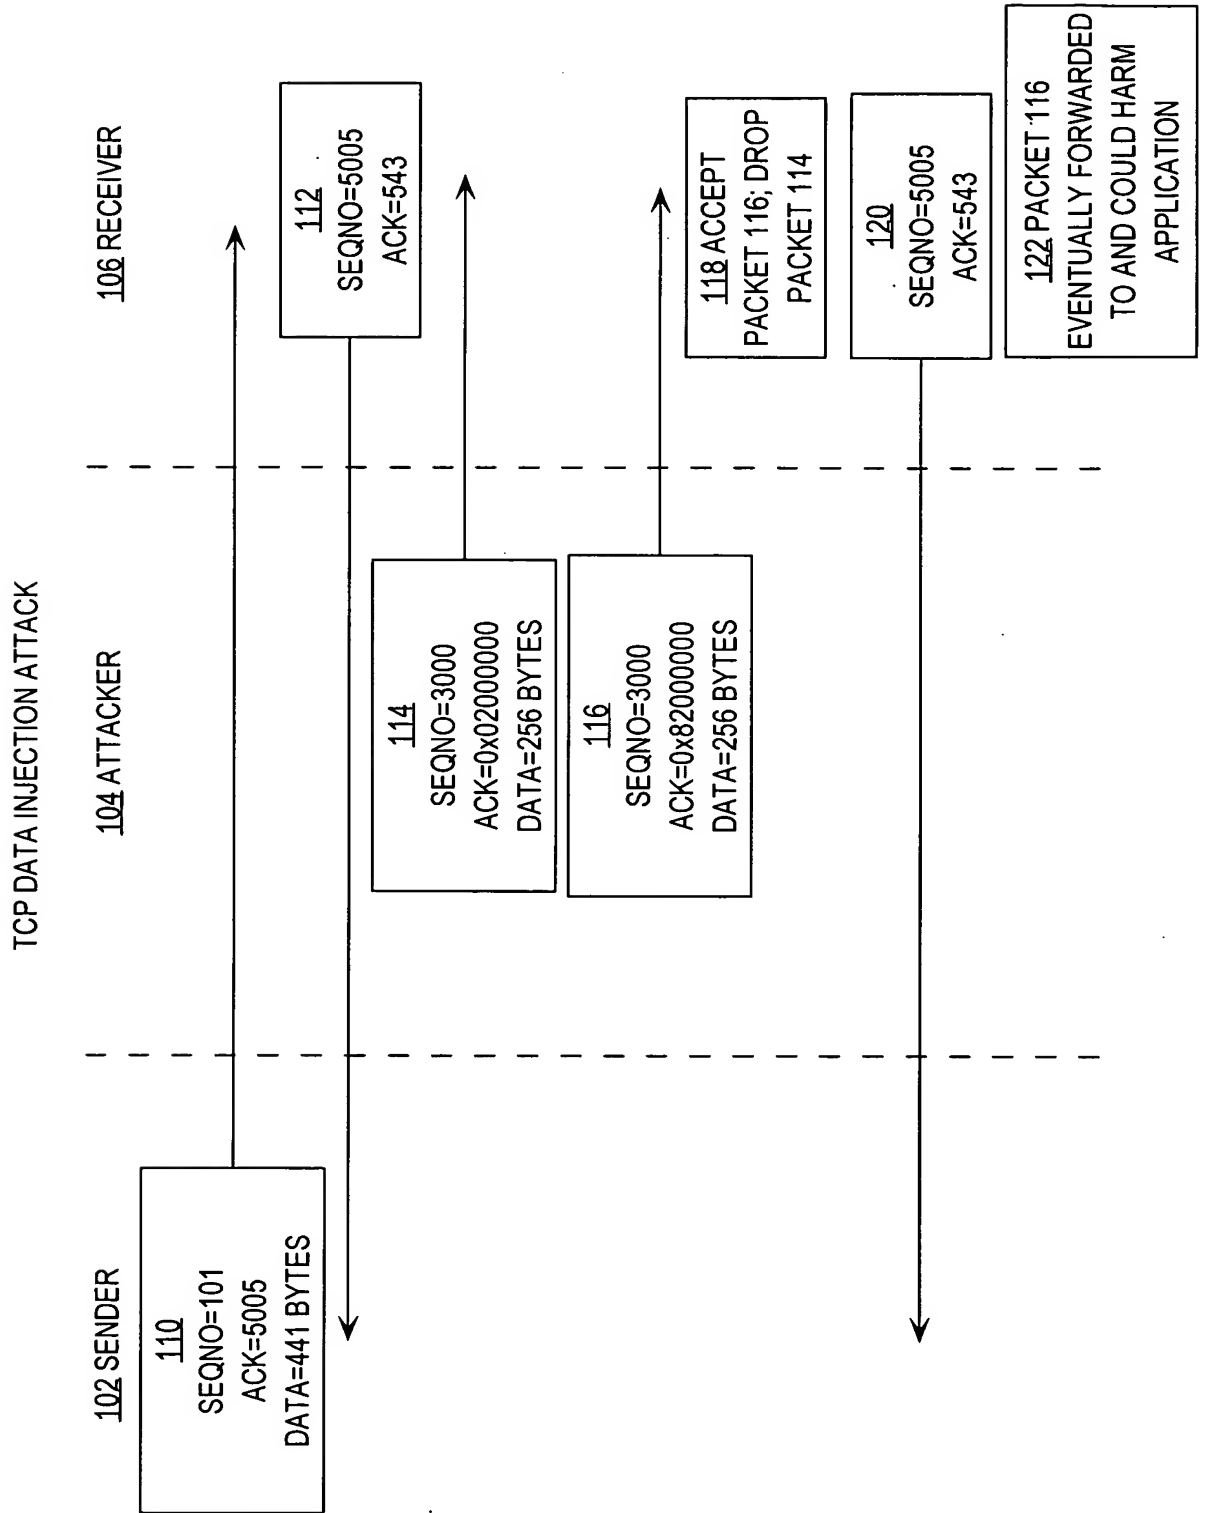 TCP DATA INJECTION ATTACK
102 SENDER
104 ATTACKER
106 RECEIVER
110
SEQNO=101
ACK=5005
DATA=441 BYTES
112
SEQNO=5005
ACK=543
114
SEQNO=3000
ACK=0x02000000
DATA=256 BYTES
116
SEQNO=3000
ACK=0x82000000
DATA=256 BYTES
118 ACCEPT
PACKET 116; DROP
PACKET 114
120
SEQNO=5005
ACK=543
122 PACKET 116
EVENTUALLY FORWARDED
TO AND COULD HARM
APPLICATION